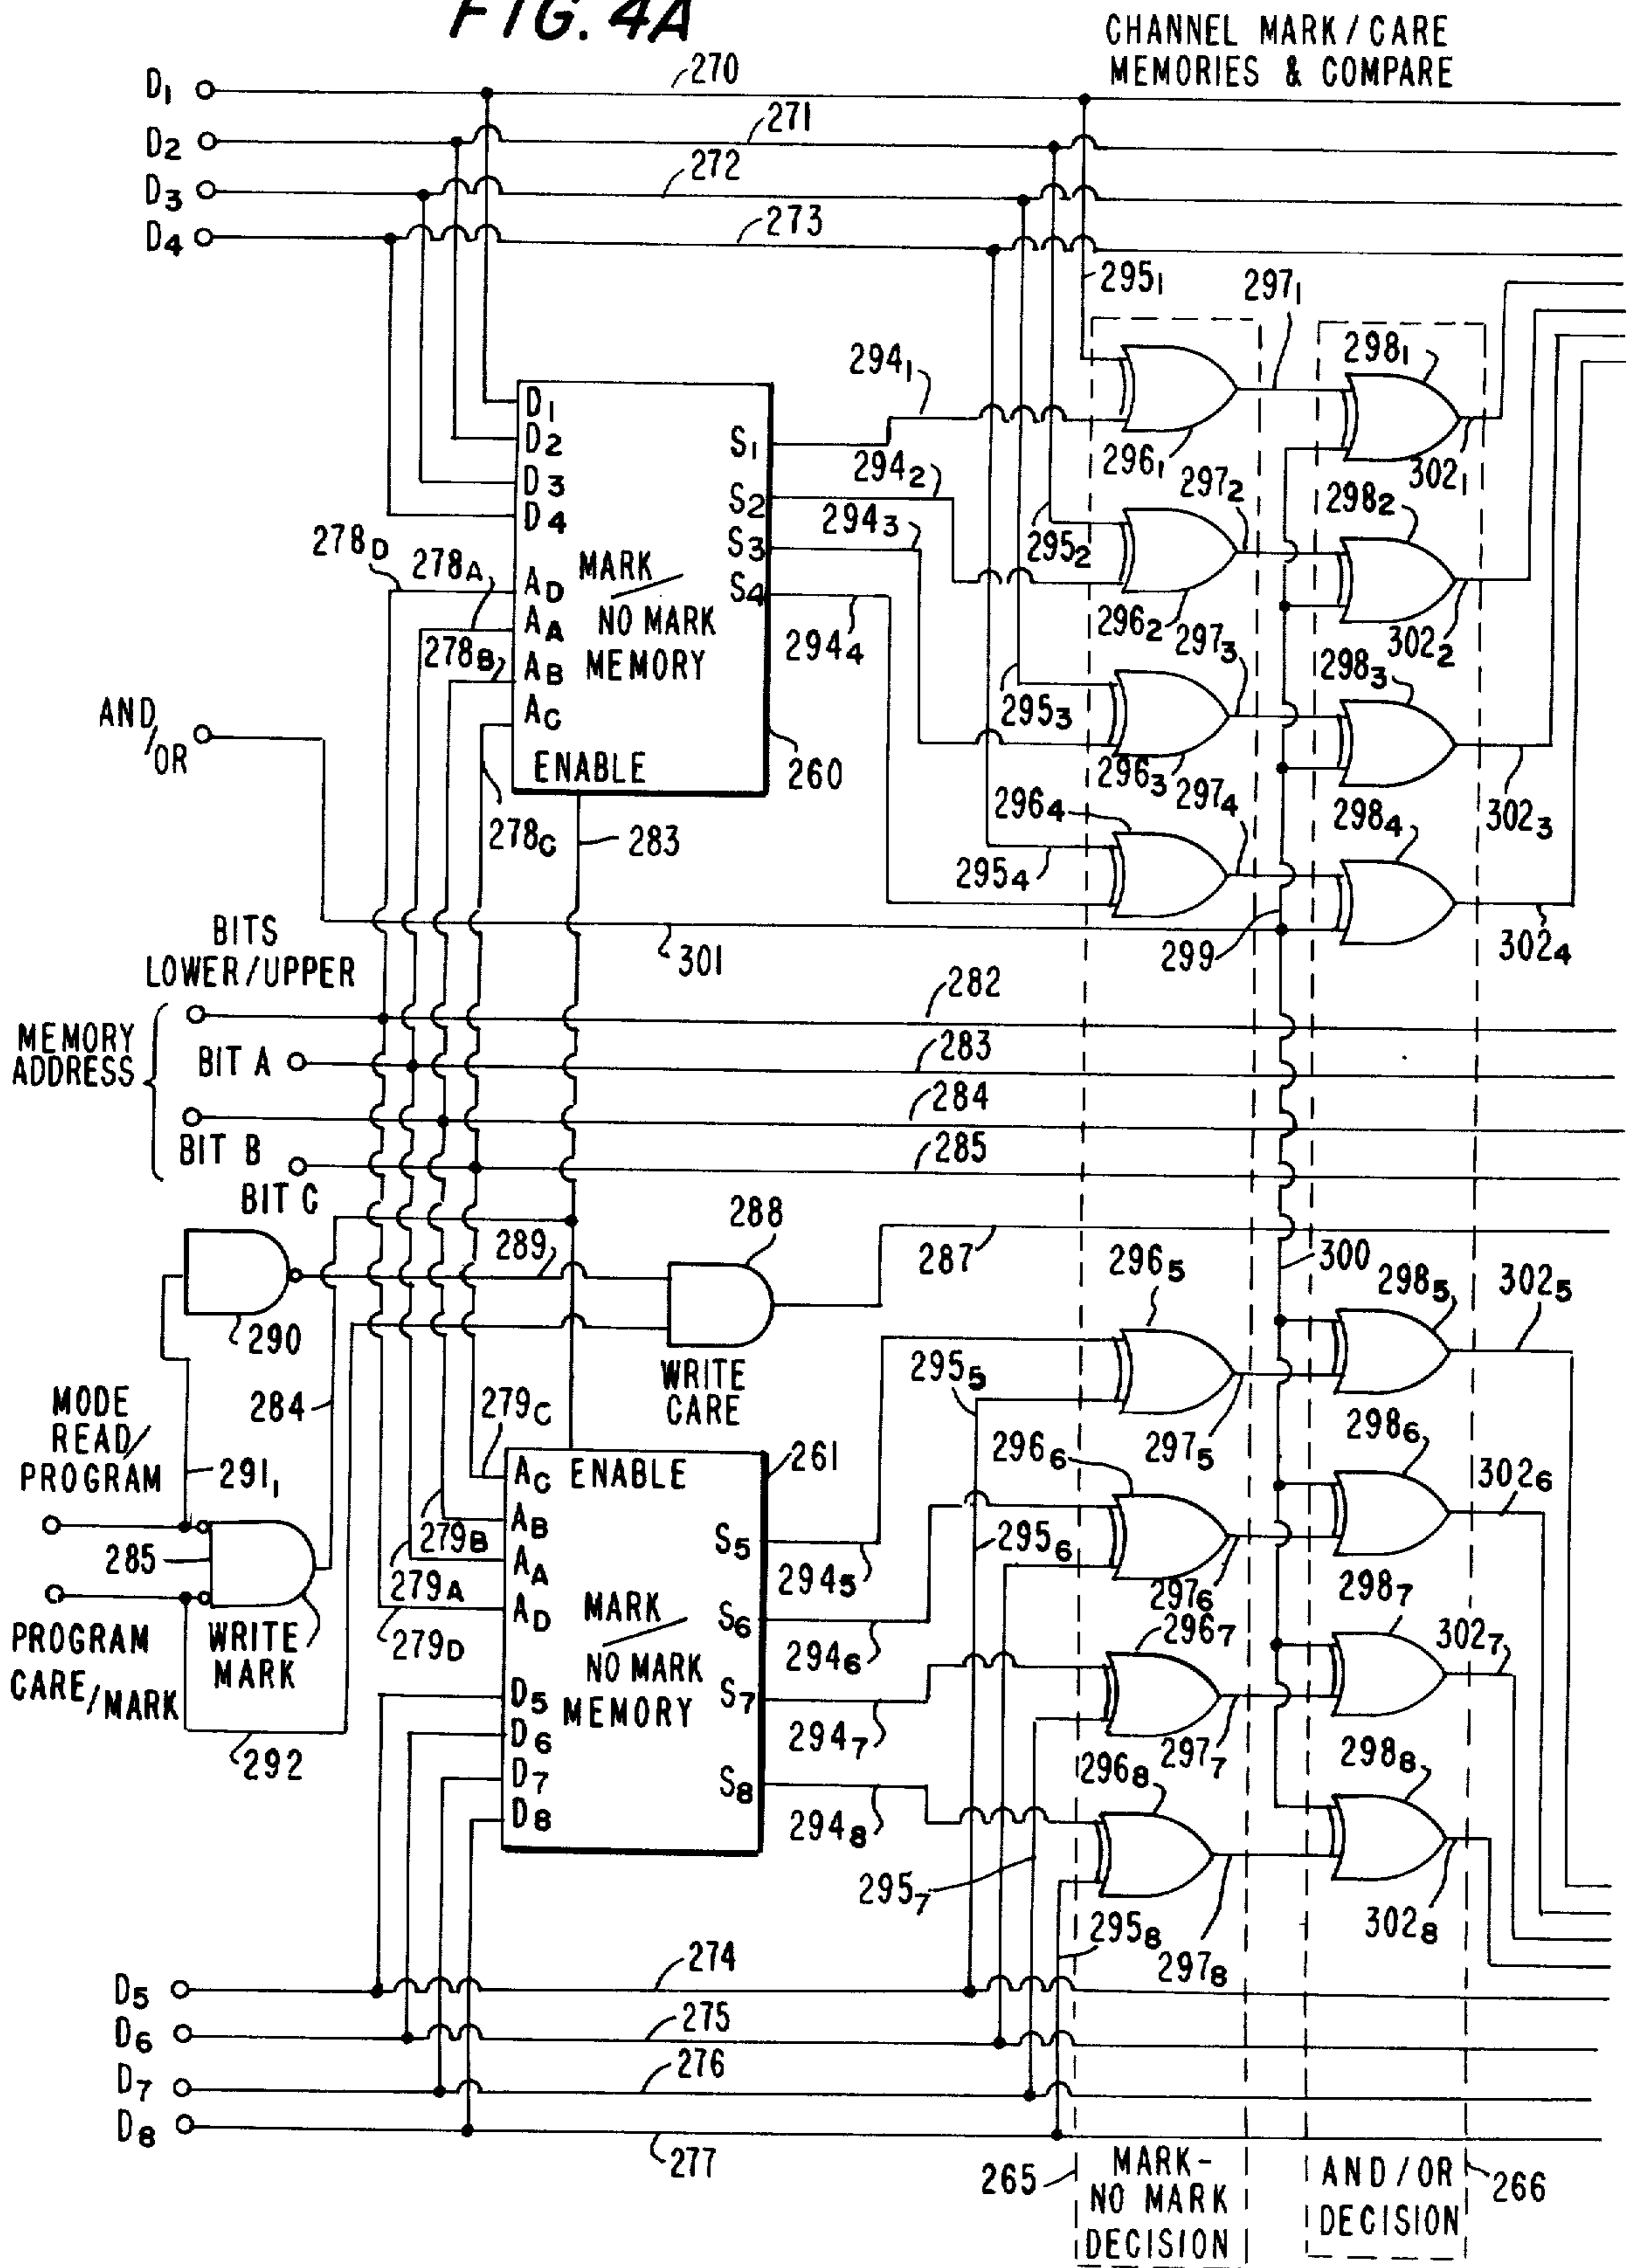 FIG. 4A
CHANNEL MARK/CARE
MEMORIES & COMPARE
D1
270
D2
271
D3
272
D4
273
295₁
297₁
294₁
298₁
D1
D2
D3
D4
S1
S2
S3
S4
296₁
302₁
294₂
297₂
298₂
294₃
295₂
278D
278A
278B
AD
AA
AB
AC
MARK/
NO MARK
MEMORY
ENABLE
294₄
296₂
297₃
302₂
298₃
295₃
AND/OR
260
296₃
297₄
296₄
298₄
302₃
278C
283
295₄
299
302₄
301
BITS
LOWER/UPPER
282
MEMORY
ADDRESS
BIT A
283
284
BIT B
285
BIT C
288
289
287
296₅
300
298₅
302₅
290
WRITE
CARE
295₅
MODE
READ/
PROGRAM
284
279C
297₅
298₆
291₁
261
296₆
302₆
AC
ENABLE
AB
AA
AD
279B
279A
279D
S5
S6
S7
S8
285
295₆
294₅
297₆
298₇
MARK/
NO MARK
MEMORY
PROGRAM
CARE/MARK
WRITE
MARK
294₆
296₇
302₇
D5
D6
D7
D8
292
294₇
297₇
296₈
298₈
294₈
295₇
295₈
297₈
302₈
D5
274
D6
275
D7
276
D8
277
265
MARK-
NO MARK
DECISION
AND/OR
DECISION
266